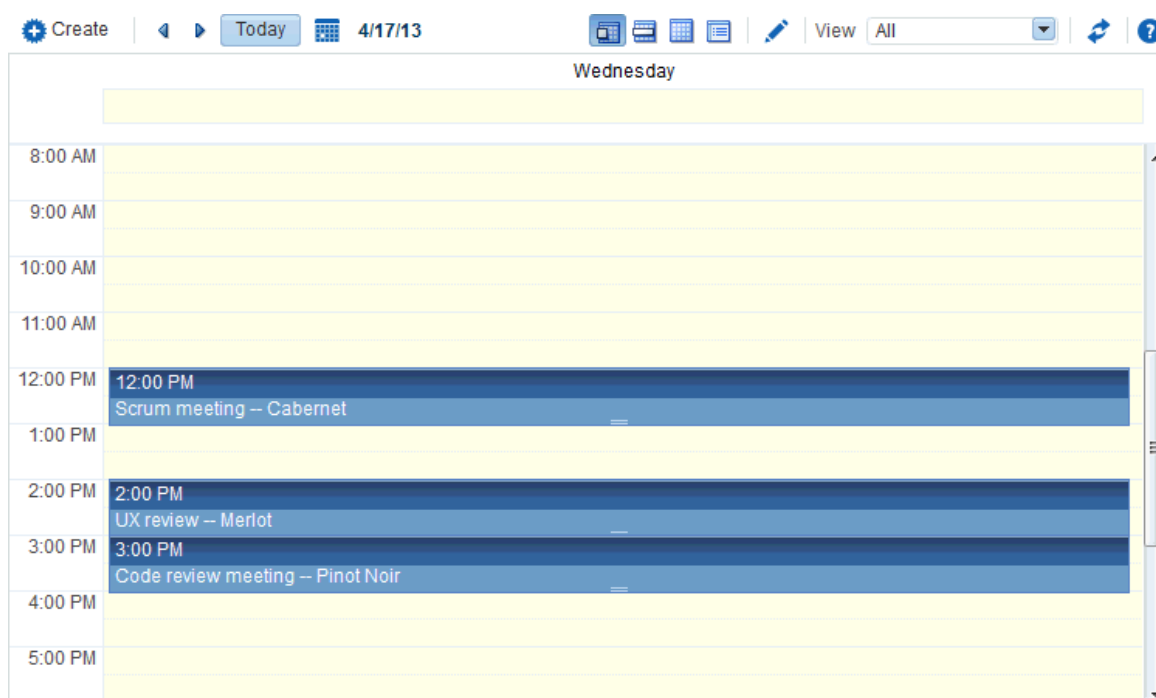 Create Today 4/17/13 View All ?
Wednesday
8:00 AM
9:00 AM
10:00 AM
11:00 AM
12:00 PM 12:00 PM
Scrum meeting -- Cabernet
1:00 PM
2:00 PM 2:00 PM
UX review -- Merlot
3:00 PM 3:00 PM
Code review meeting -- Pinot Noir
4:00 PM
5:00 PM